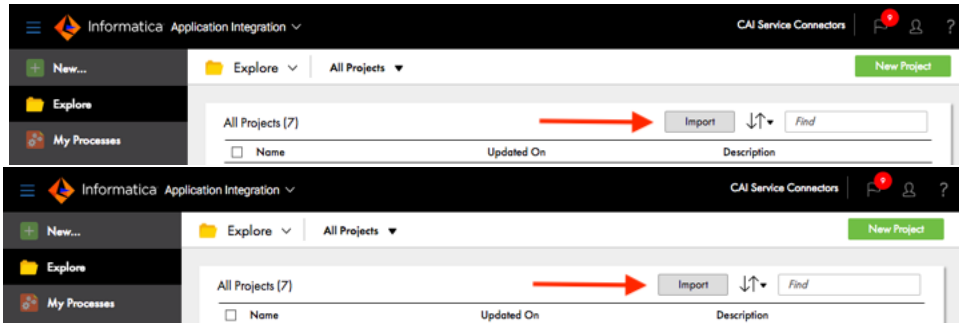 Informatica Application Integration CAI Service Connectors 9 ?
New... Explore All Projects New Project
Explore
All Projects (7) Import Find
My Processes
Name Updated On Description
Informatica Application Integration CAI Service Connectors 9 ?
New... Explore All Projects New Project
Explore
All Projects (7) Import Find
My Processes
Name Updated On Description